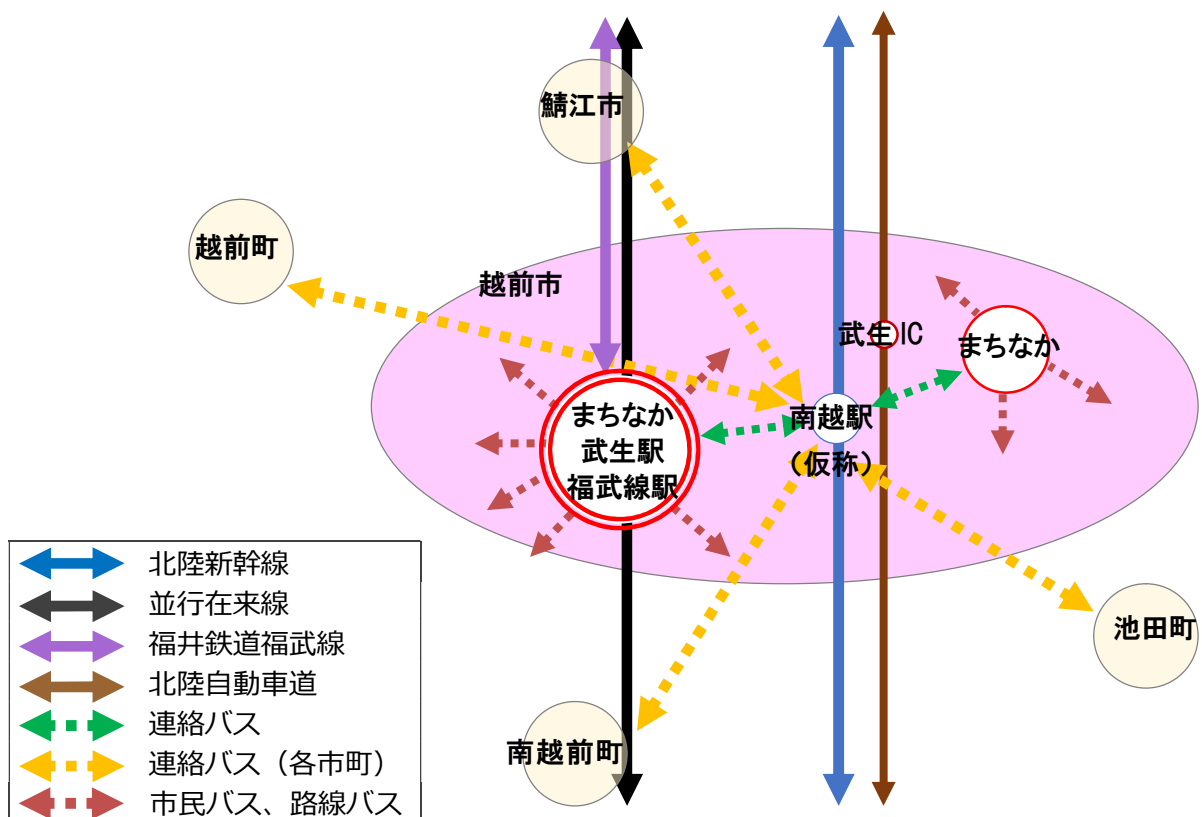 鯖江市
越前町
越前市
武生IC
まちなか
まちなか
武生駅
福武線駅
南越駅
（仮称）
池田町
南越前町
北陸新幹線
並行在来線
福井鉄道福武線
北陸自動車道
連絡バス
連絡バス（各市町）
市民バス、路線バス